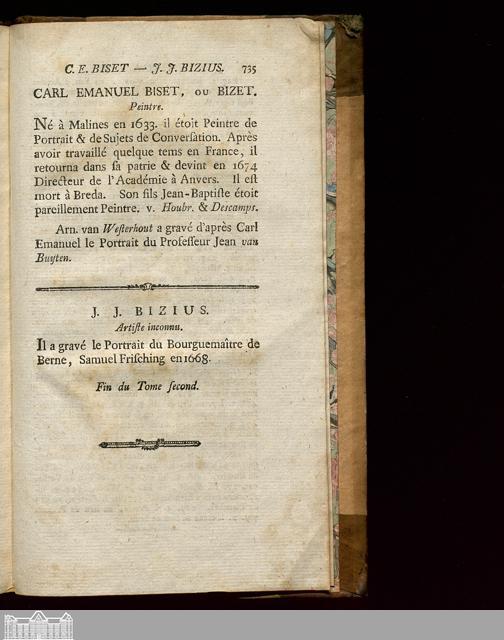 C. E. BISET — J. J. BIZIUS. 735
CARL EMANUEL BISET, ou BIZET.
Peintre.
Né à Malines en 1633. il étoit Peintre de
Portrait & de Sujets de Converſation. Après
avoir travaillé quelque tems en France, il
retourna dans ſa patrie & devint en 1674
Directeur de l'Académie à Anvers. Il eſt
mort à Breda. Son fils Jean-Baptiſte étoit
pareillement Peintre. v. Houbr. & Descamps.
Arn. van Weſterhout a gravé d'après Carl
Emanuel le Portrait du Profeſſeur Jean van
Buyten.
J. J. BIZIUS.
Artiſte inconnu.
Il a gravé le Portrait du Bourguemaître de
Berne, Samuel Friſching en 1668.
Fin du Tome ſecond.